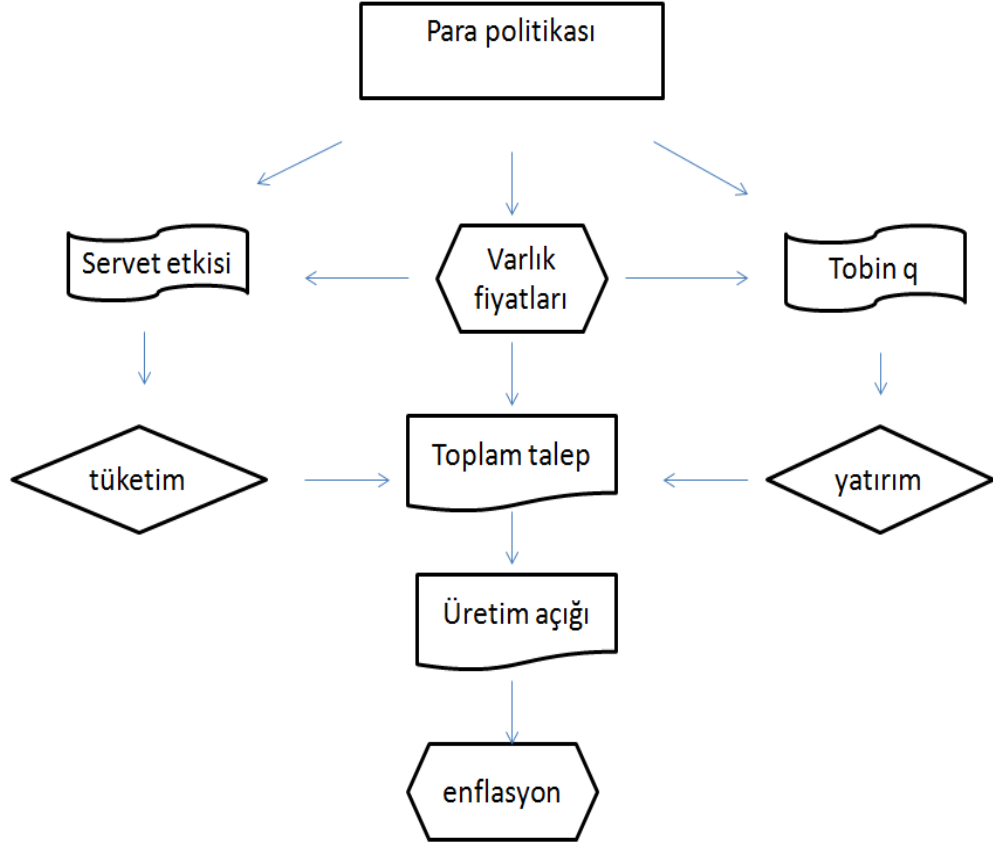 Para politikası
Servet etkisi
Varlık
fiyatları
Tobin q
tüketim
Toplam talep
yatırım
Üretim açığı
enflasyon